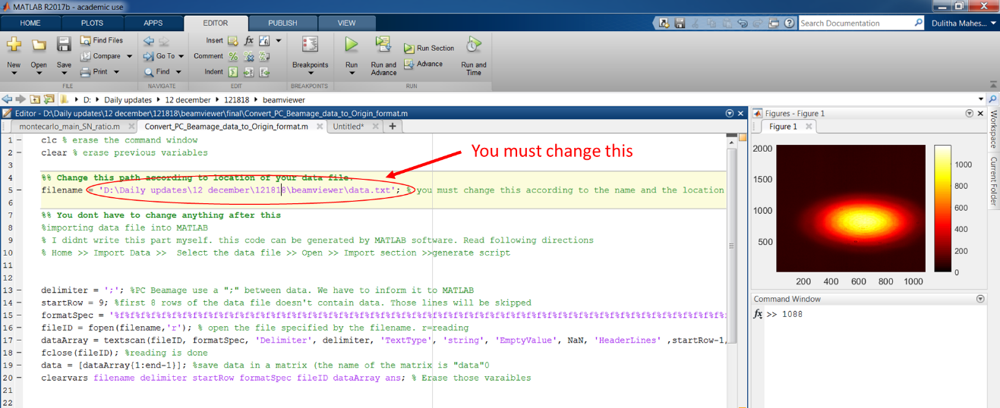 MATLAB R2017b - academic use
HOME PLOTS APPS EDITOR PUBLISH VIEW
Search Documentation
Dulitha Mahes...
New Open Save
Find Files
Compare
Print
FILE
Go To
Find
NAVIGATE
Insert
Comment
Indent
EDIT
Breakpoints
BREAKPOINTS
Run
Run and Advance
Run Section
Advance
Run and Time
RUN
D: Daily updates 12 december 121818 beamviewer
Editor - D:\Daily updates\12 december\121818\beamviewer\final\Convert_PC_Beamage_data_to_Origin_format.m
montecarlo_main_SN_ratio.m Convert_PC_Beamage_data_to_Origin_format.m Untitled* +
You must change this
1 clc % erase the command window
2 clear % erase previous variables
3
4 %% Change this path according to location of your data file.
5 filename = 'D:\Daily updates\12 december\121818\beamviewer\data.txt'; % you must change this according to the name and the location
6
7 %% You dont have to change anything after this
8 %importing data file into MATLAB
9 % I didnt write this part myself. this code can be generated by MATLAB software. Read following directions
10 % Home >> Import Data >> Select the data file >> Open >> Import section >>generate script
11
12
13 delimiter = ';'; %PC Beamage use a ";" between data. We have to inform it to MATLAB
14 startRow = 9; %first 8 rows of the data file doesn't contain data. Those lines will be skipped
15 formatSpec = '%f%f%f%f%f%f%f%f%f%f%f%f%f%f%f%f%f%f%f%f%f%f%f%f%f%f%f%f%f%f%f%f%f%f%f%f%f%f%f%f%f%f%f%f%f%f%f%f%f%f%f%f%f%f%f%f%f%f
16 fileID = fopen(filename,'r'); % open the file specified by the filename. r=reading
17 dataArray = textscan(fileID, formatSpec, 'Delimiter', delimiter, 'TextType', 'string', 'EmptyValue', NaN, 'HeaderLines' ,startRow-1,
18 fclose(fileID); %reading is done
19 data = [dataArray{1:end-1}]; %save data in a matrix (the name of the matrix is "data"0
20 clearvars filename delimiter startRow formatSpec fileID dataArray ans; % Erase those varaibles
21
22
Figures - Figure 1
Figure 1
2000
1500
1000
500
200 400 600 800 1000
1000
800
600
400
200
0
Command Window
fx >> 1088
Workspace
Current Folder